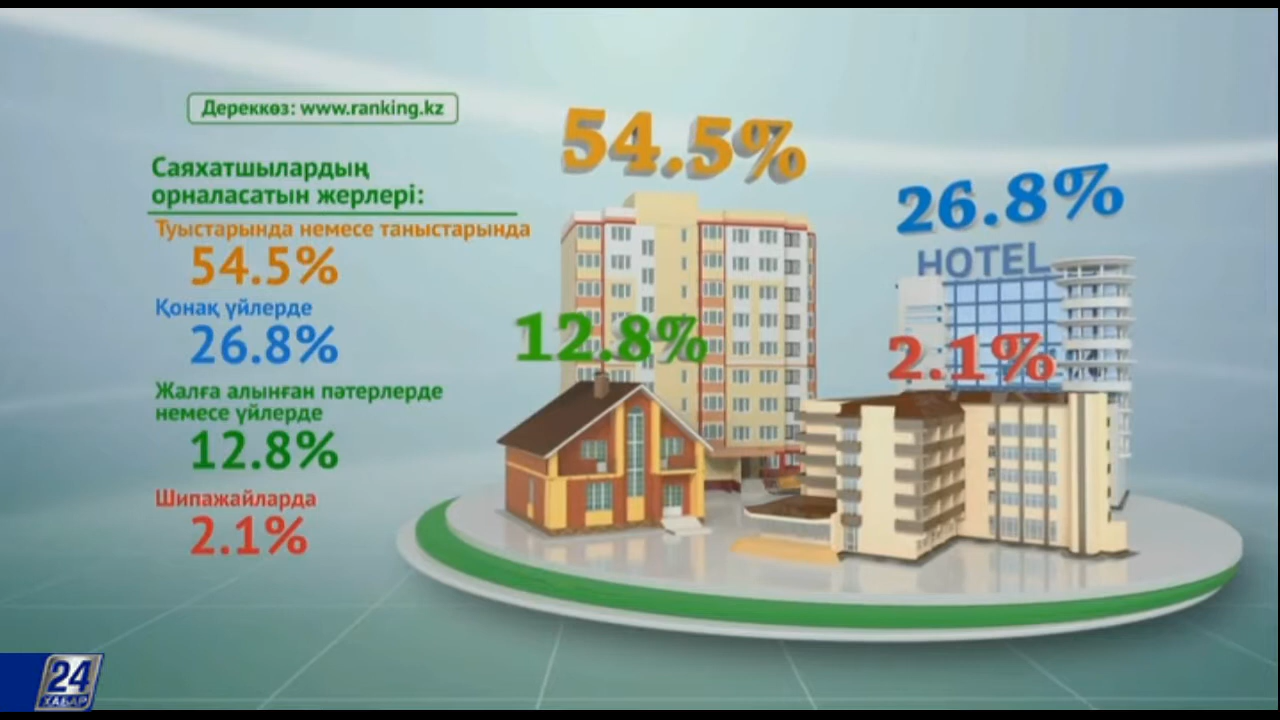 Дереккөз: www.ranking.kz
Саяхатшылардың
орналасатын жерлері:
Туыстарында немесе таныстарында
54.5%
Қонақ үйлерде
26.8%
Жалға алынған пәтерлерде
немесе үйлерде
12.8%
Шипажайларда
2.1%
54.5%
26.8%
HOTEL
12.8%
2.1%
24
ХАБАР